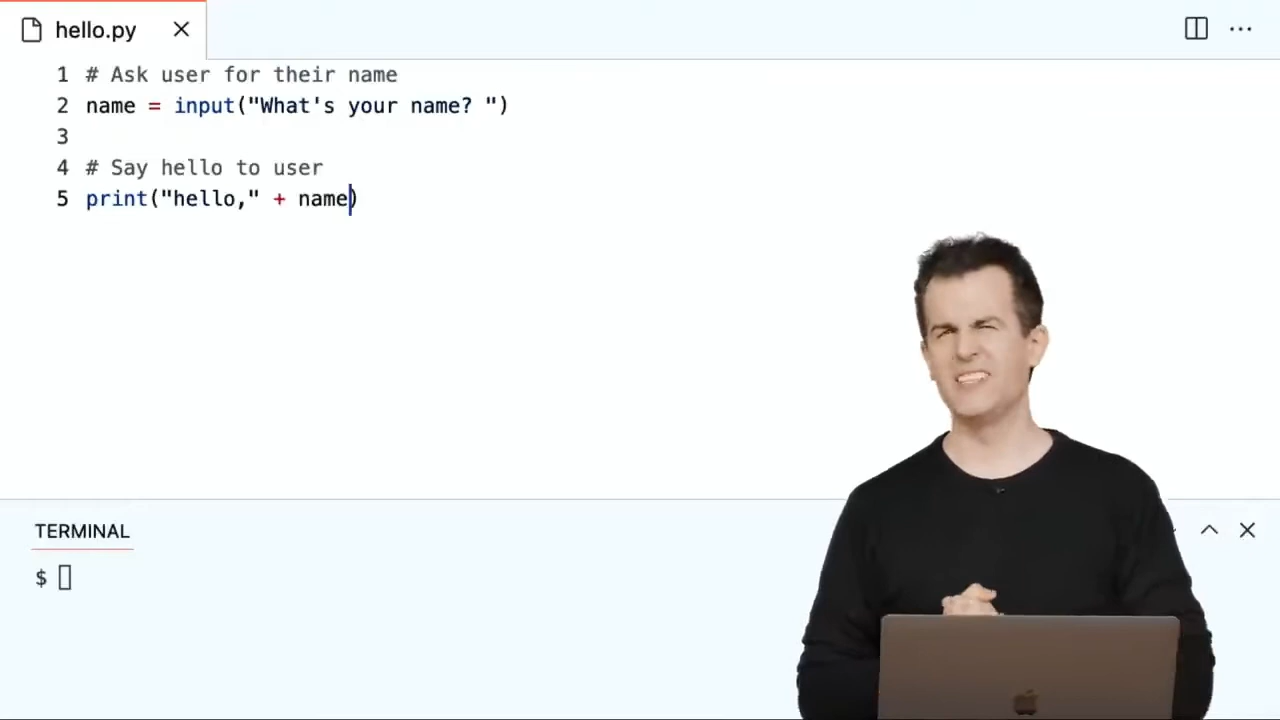 hello.py
1 # Ask user for their name
2 name = input("What's your name? ")
3
4 # Say hello to user
5 print("hello," + name)
TERMINAL
$